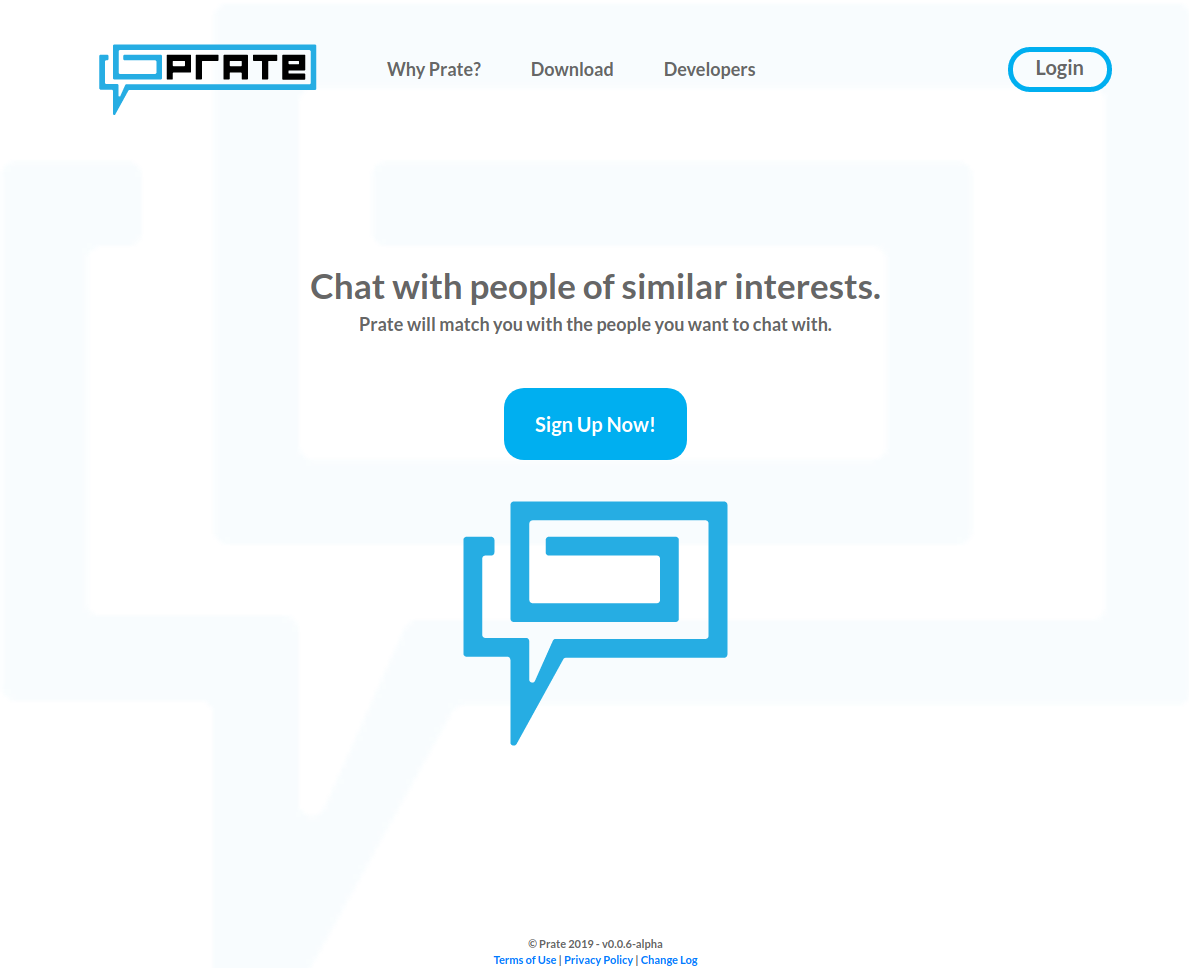 PRATE
Why Prate? Download Developers Login
Chat with people of similar interests.
Prate will match you with the people you want to chat with.
Sign Up Now!
© Prate 2019 - v0.0.6-alpha
Terms of Use | Privacy Policy | Change Log